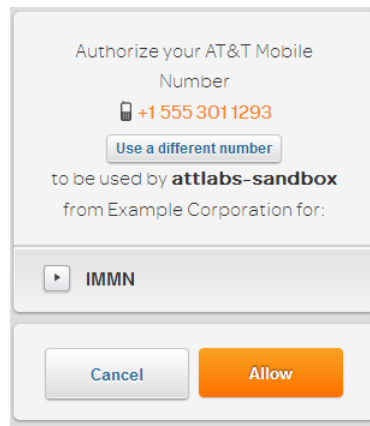 Authorize your AT&T Mobile
Number
+1 555 301 1293
Use a different number
to be used by attlabs-sandbox
from Example Corporation for:
IMMN
Cancel
Allow